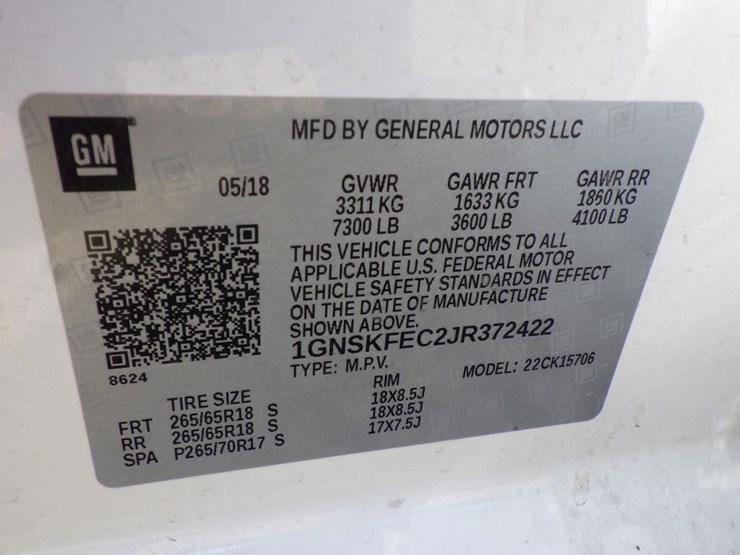 GM
MFD BY GENERAL MOTORS LLC
05/18
GVWR GAWR FRT GAWR RR
3311 KG 1633 KG 1860 KG
7300 LB 3600 LB 4100 LB
THIS VEHICLE CONFORMS TO ALL
APPLICABLE U.S. FEDERAL MOTOR
VEHICLE SAFETY STANDARDS IN EFFECT
ON THE DATE OF MANUFACTURE
SHOWN ABOVE.
1GNSKFEC2JR372422
TYPE: M.P.V. MODEL: 22CK15706
8624
TIRE SIZE RIM
FRT 265/65R18 S 18X8.5J
RR 265/65R18 S 18X8.5J
SPA P265/70R17 S 17X7.5J